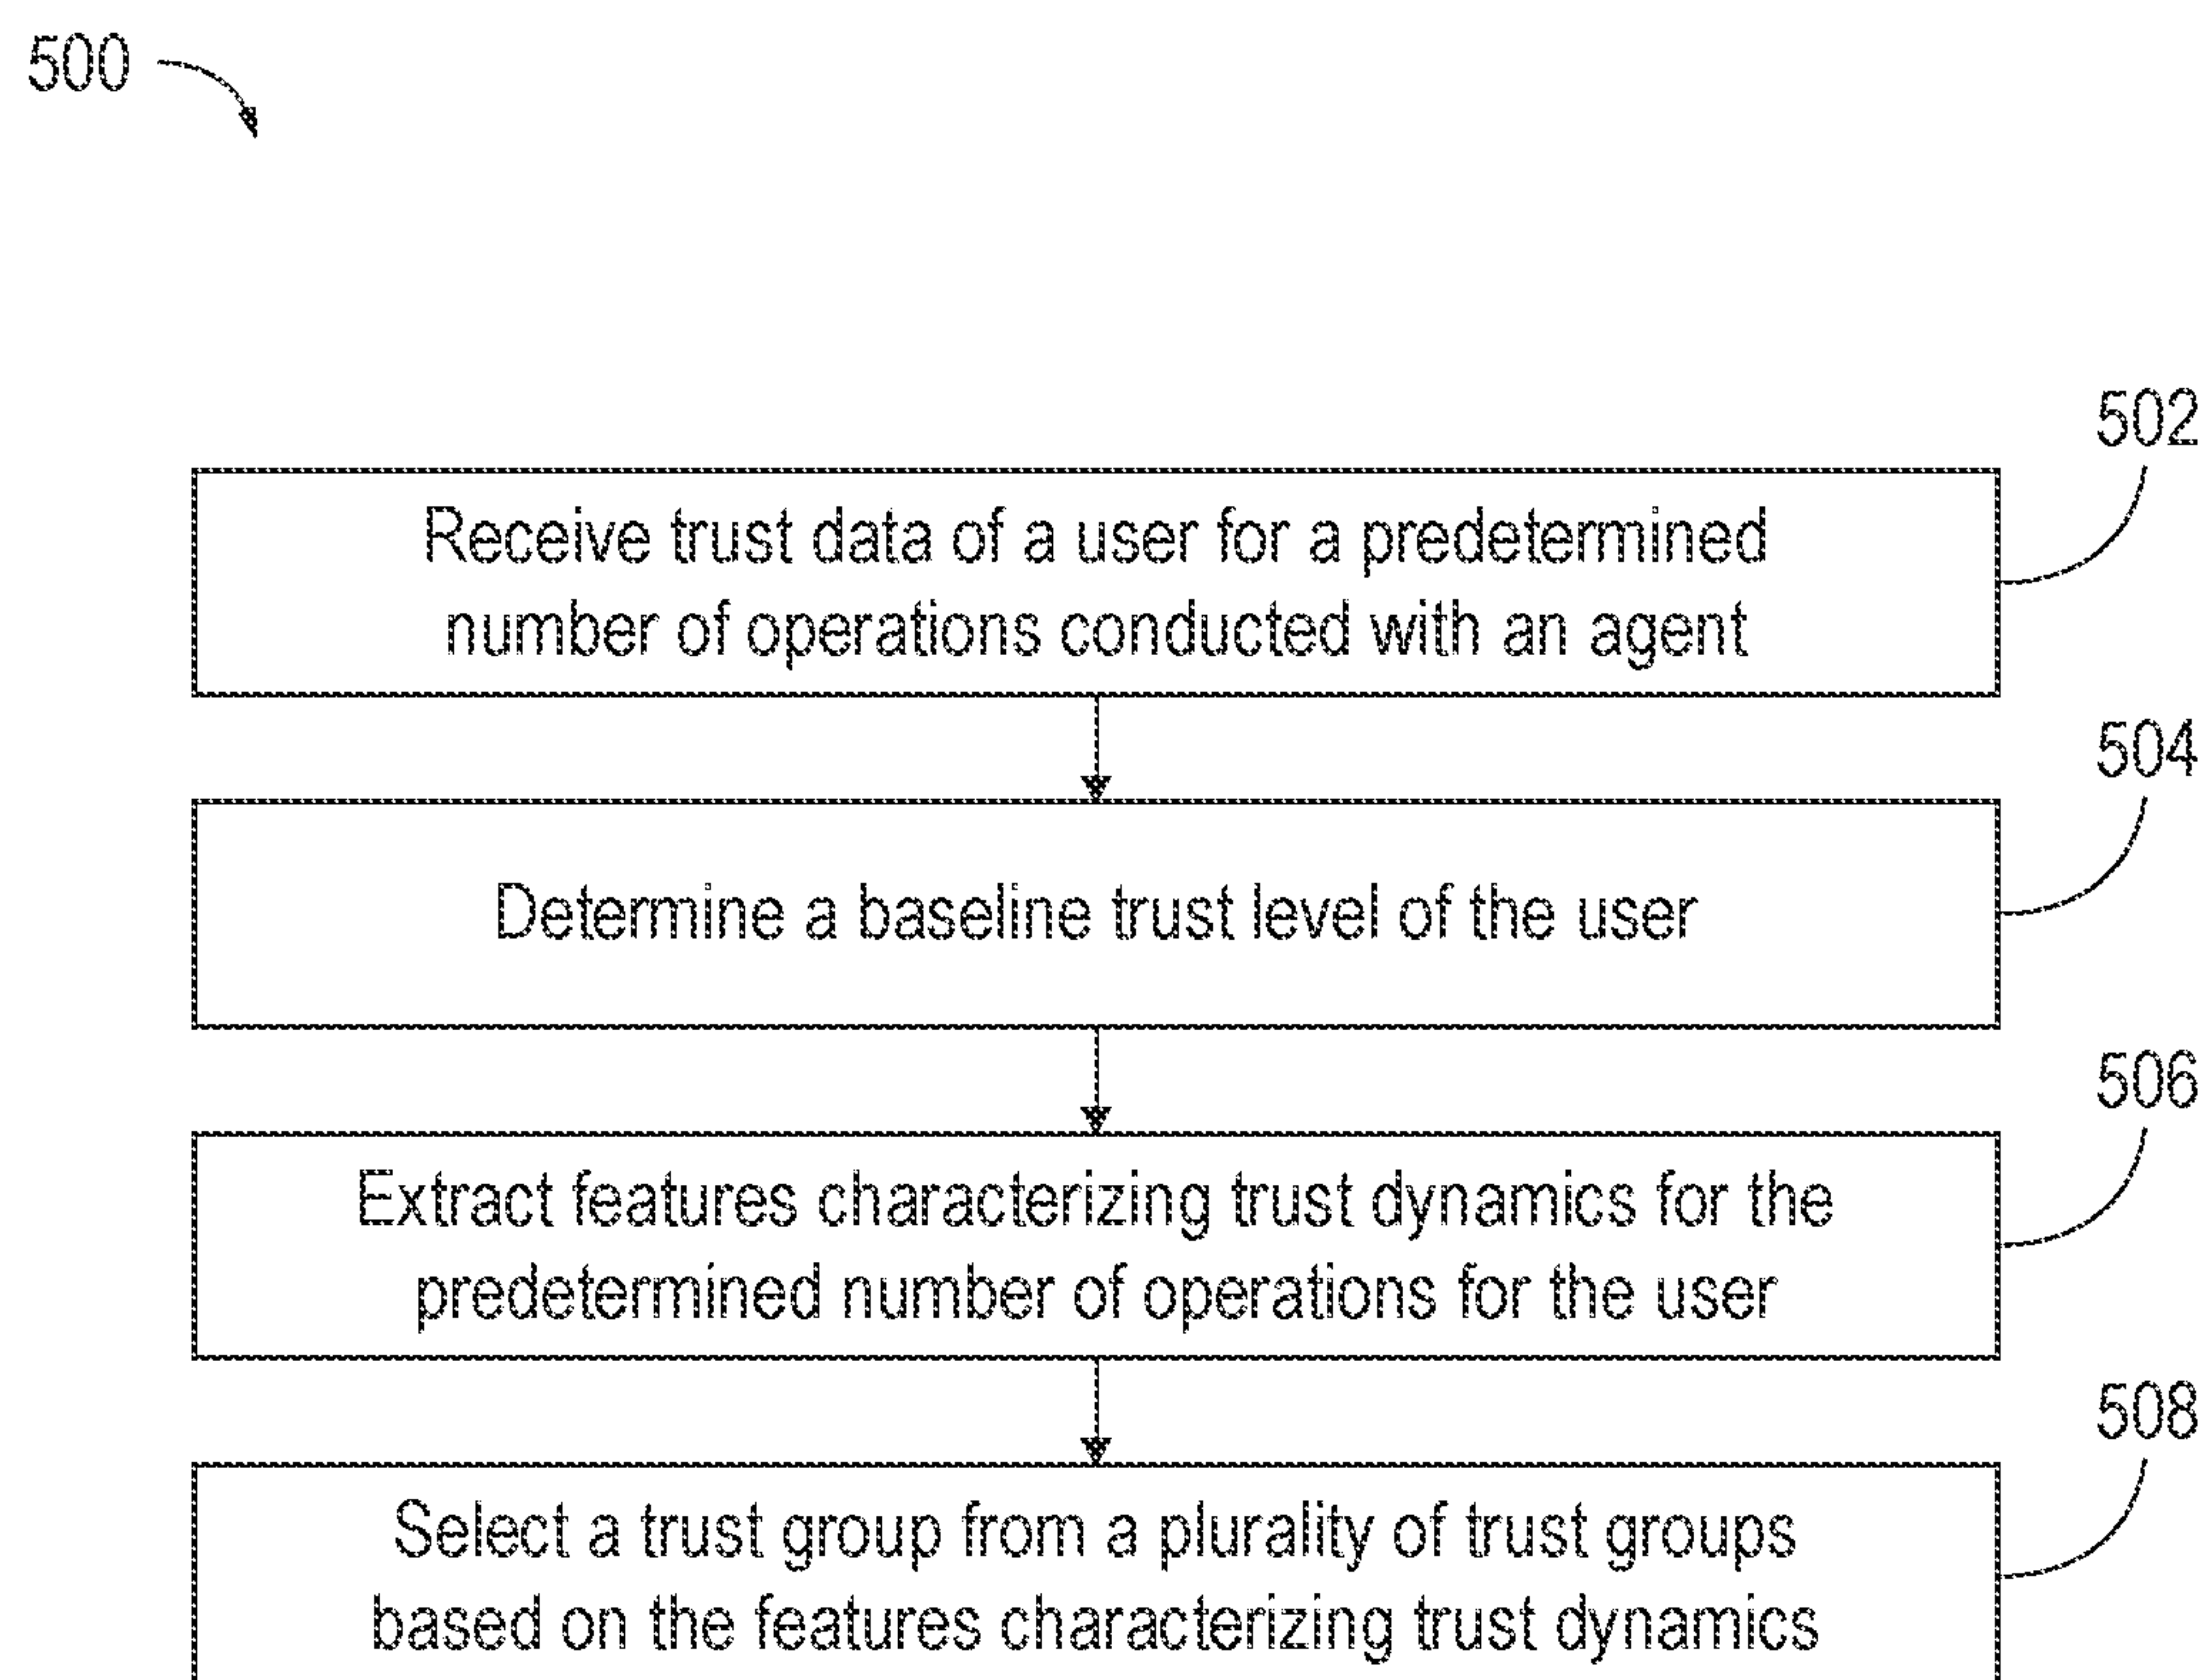 500
502
Receive trust data of a user for a predetermined
number of operations conducted with an agent
504
Determine a baseline trust level of the user
506
Extract features characterizing trust dynamics for the
predetermined number of operations for the user
508
Select a trust group from a plurality of trust groups
based on the features characterizing trust dynamics